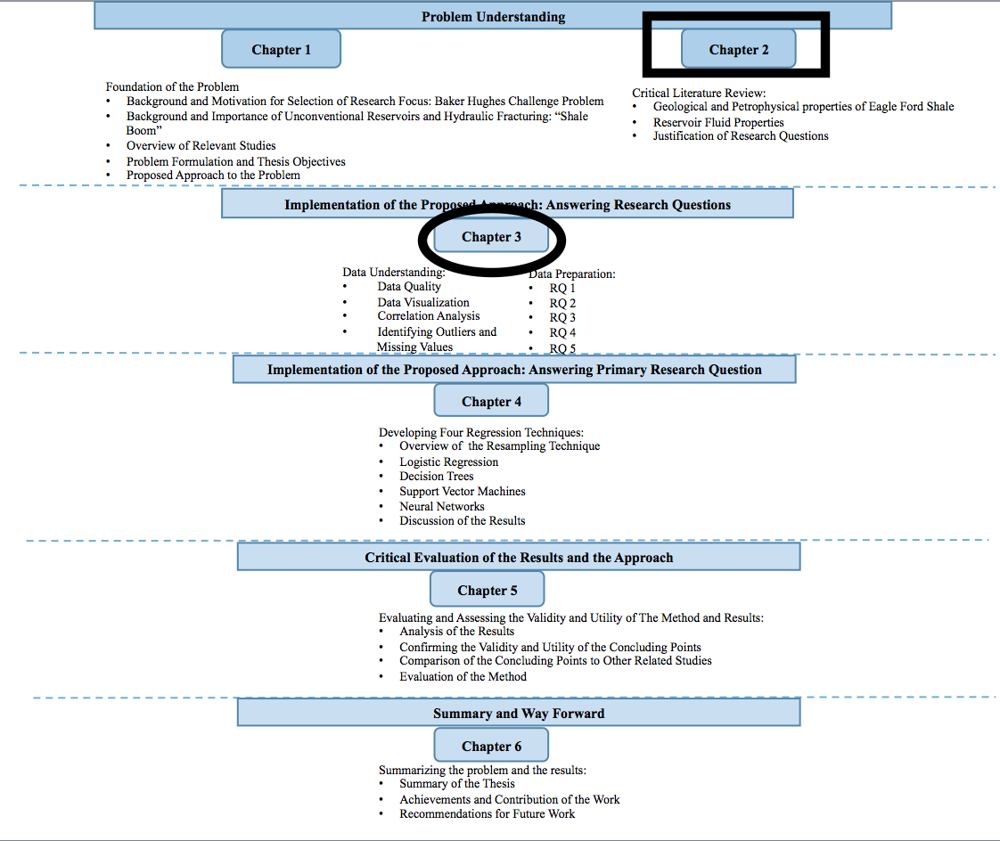 Problem Understanding
Chapter 1
Foundation of the Problem
• Background and Motivation for Selection of Research Focus: Baker Hughes Challenge Problem
• Background and Importance of Unconventional Reservoirs and Hydraulic Fracturing: “Shale
Boom”
• Overview of Relevant Studies
• Problem Formulation and Thesis Objectives
• Proposed Approach to the Problem
Chapter 2
Critical Literature Review:
• Geological and Petrophysical properties of Eagle Ford Shale
• Reservoir Fluid Properties
• Justification of Research Questions
Implementation of the Proposed Approach: Answering Research Questions
Chapter 3
Data Understanding:
• Data Quality
• Data Visualization
• Correlation Analysis
• Identifying Outliers and
Missing Values
Data Preparation:
• RQ 1
• RQ 2
• RQ 3
• RQ 4
• RQ 5
Implementation of the Proposed Approach: Answering Primary Research Question
Chapter 4
Developing Four Regression Techniques:
• Overview of the Resampling Technique
• Logistic Regression
• Decision Trees
• Support Vector Machines
• Neural Networks
• Discussion of the Results
Critical Evaluation of the Results and the Approach
Chapter 5
Evaluating and Assessing the Validity and Utility of The Method and Results:
• Analysis of the Results
• Confirming the Validity and Utility of the Concluding Points
• Comparison of the Concluding Points to Other Related Studies
• Evaluation of the Method
Summary and Way Forward
Chapter 6
Summarizing the problem and the results:
• Summary of the Thesis
• Achievements and Contribution of the Work
• Recommendations for Future Work